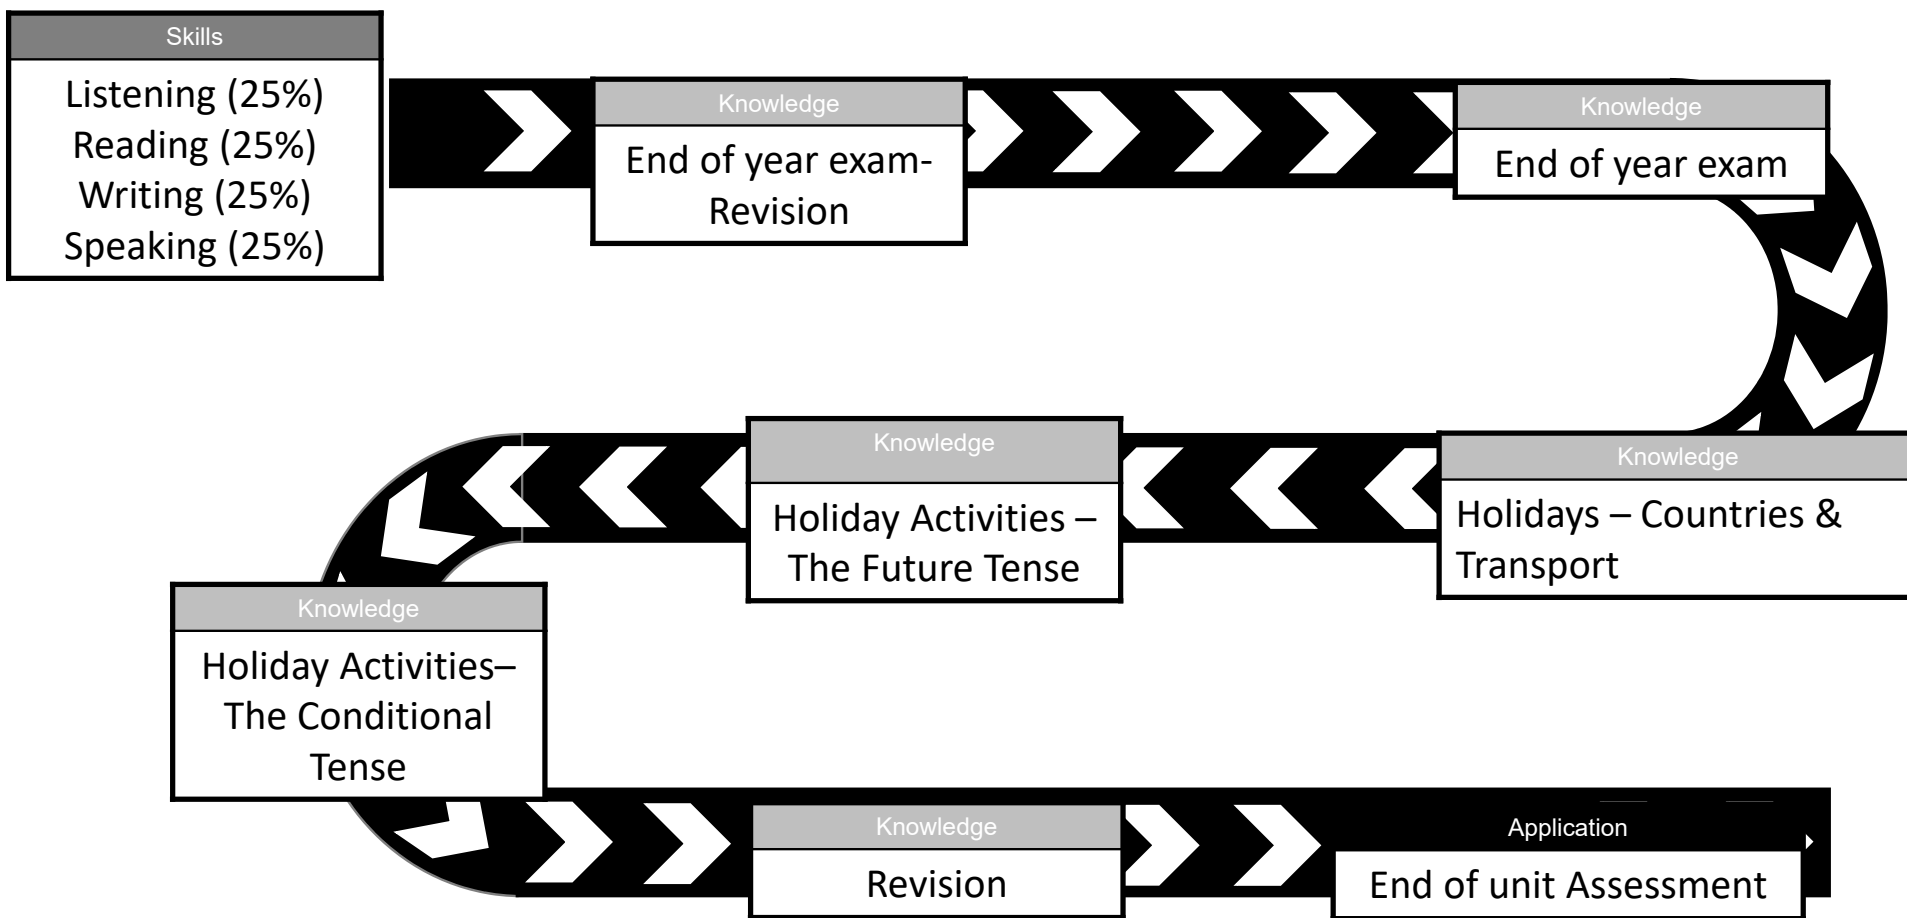 Skills
Listening (25%)
Reading (25%)
Writing (25%)
Speaking (25%)
Knowledge
End of year exam-
Revision
Knowledge
End of year exam
Knowledge
Holidays – Countries &
Transport
Knowledge
Holiday Activities –
The Future Tense
Knowledge
Holiday Activities–
The Conditional
Tense
Knowledge
Revision
Application
End of unit Assessment